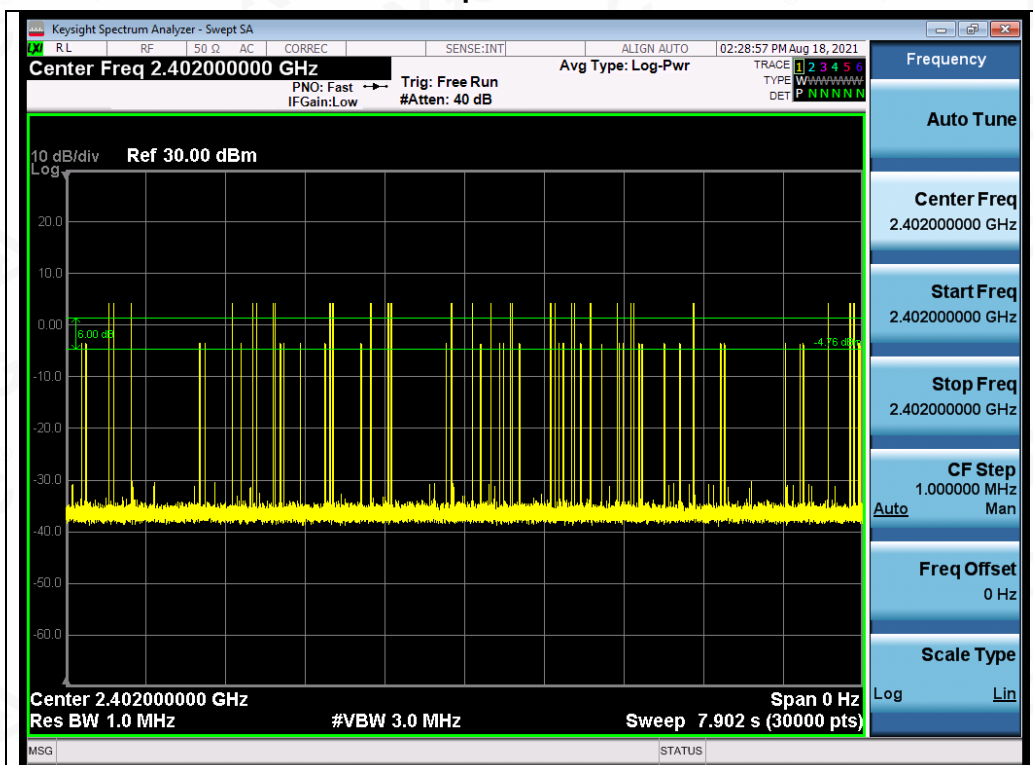 Keysight Spectrum Analyzer - Swept SA
LXI RL RF 50 Ω AC CORREC SENSE:INT ALIGN AUTO 02:28:57 PM Aug 18, 2021
Center Freq 2.402000000 GHz
PNO: Fast
IFGain:Low
Trig: Free Run
#Atten: 40 dB
Avg Type: Log-Pwr
TRACE 1 2 3 4 5 6
TYPE WWWWWW
DET P N N N N N
10 dB/div Ref 30.00 dBm
Log
20.0
10.0
0.00
6.00 dB
-4.76 dBm
-10.0
-20.0
-30.0
-40.0
-50.0
-60.0
Center 2.402000000 GHz Span 0 Hz
Res BW 1.0 MHz #VBW 3.0 MHz Sweep 7.902 s (30000 pts)
MSG STATUS
Frequency
Auto Tune
Center Freq
2.402000000 GHz
Start Freq
2.402000000 GHz
Stop Freq
2.402000000 GHz
CF Step
1.000000 MHz
Auto Man
Freq Offset
0 Hz
Scale Type
Log Lin